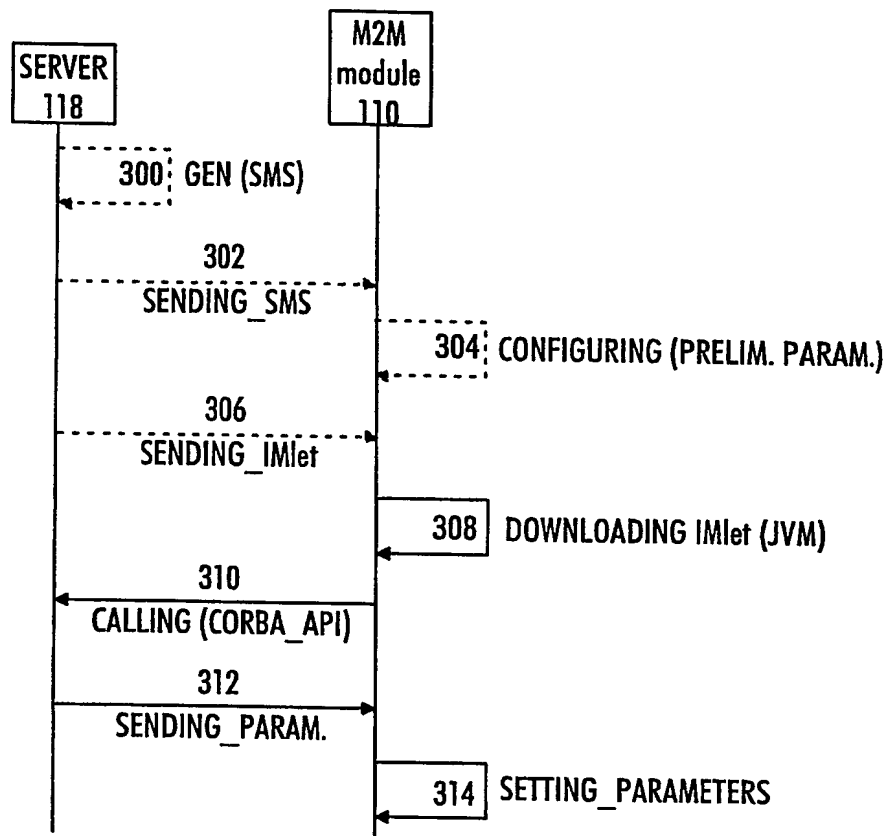 SERVER
118
M2M
module
110
300 GEN (SMS)
302
SENDING_SMS
304 CONFIGURING (PRELIM. PARAM.)
306
SENDING_IMlet
308 DOWNLOADING IMlet (JVM)
310
CALLING (CORBA_API)
312
SENDING_PARAM.
314 SETTING_PARAMETERS